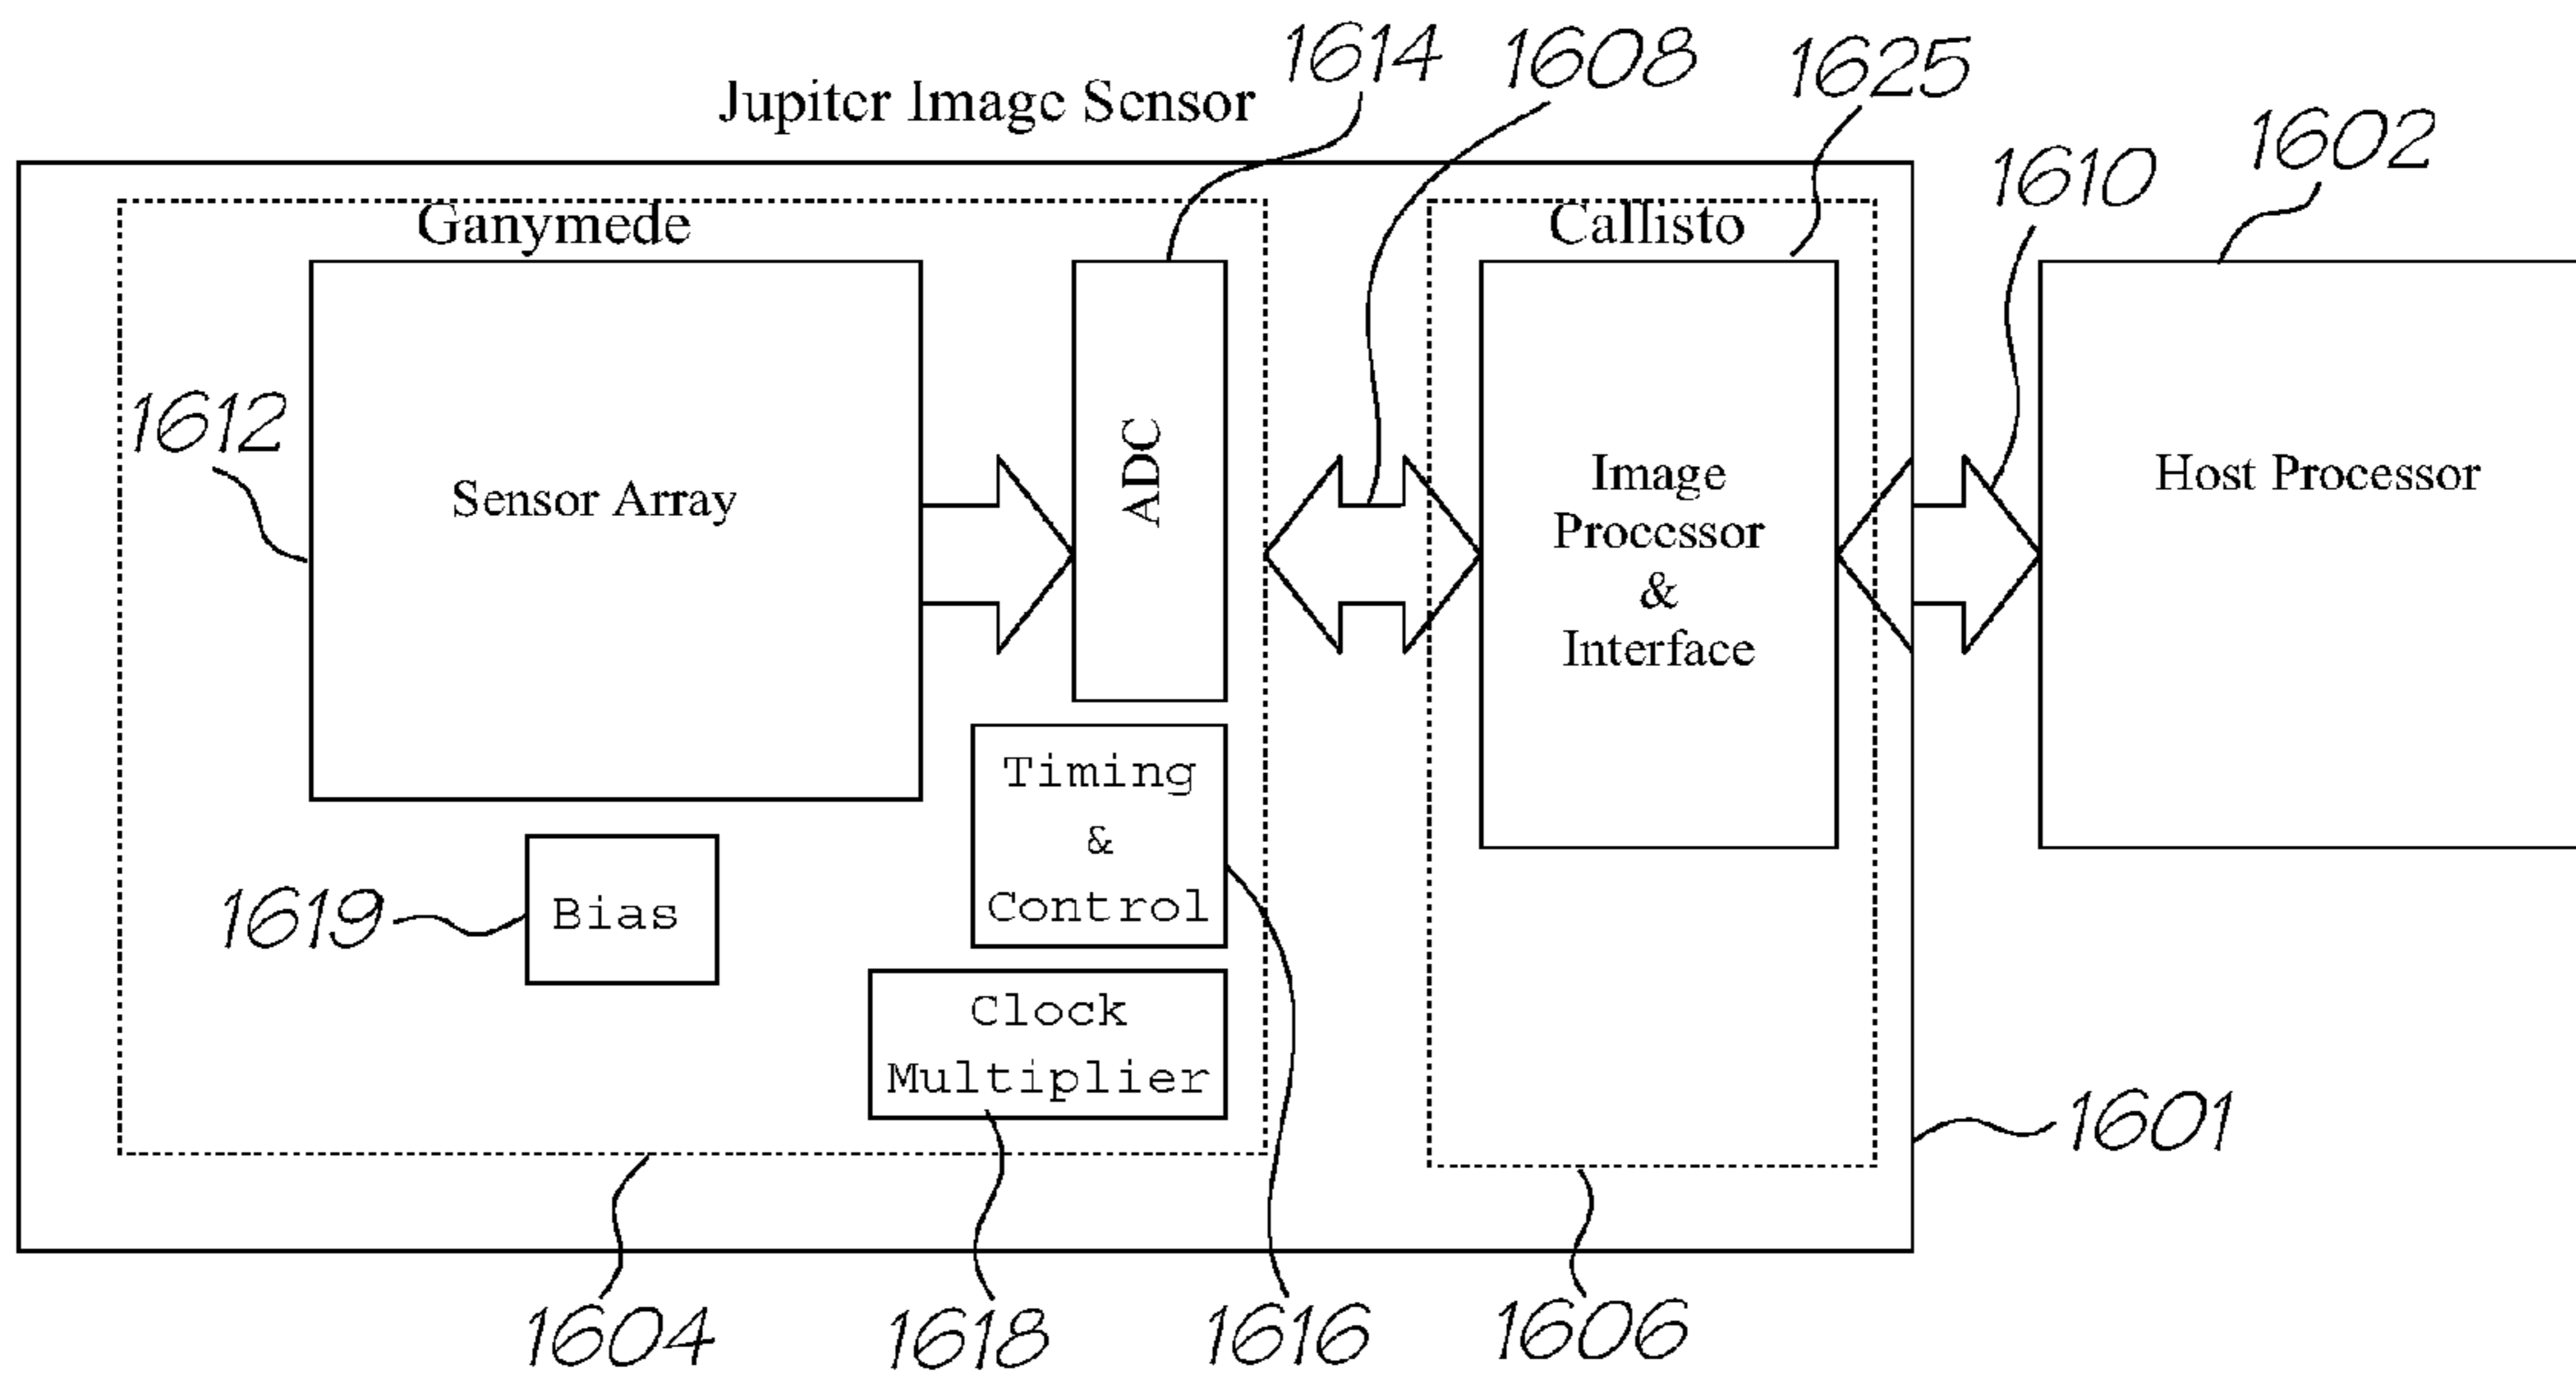 1614
1608
1625
Jupiter Image Sensor
1602
1610
Ganymede
Callisto
1612
Sensor Array
ADC
Image
Processor
&
Interface
Host Processor
Timing
&
Control
1619
Bias
Clock
Multiplier
1601
1604
1618
1616
1606